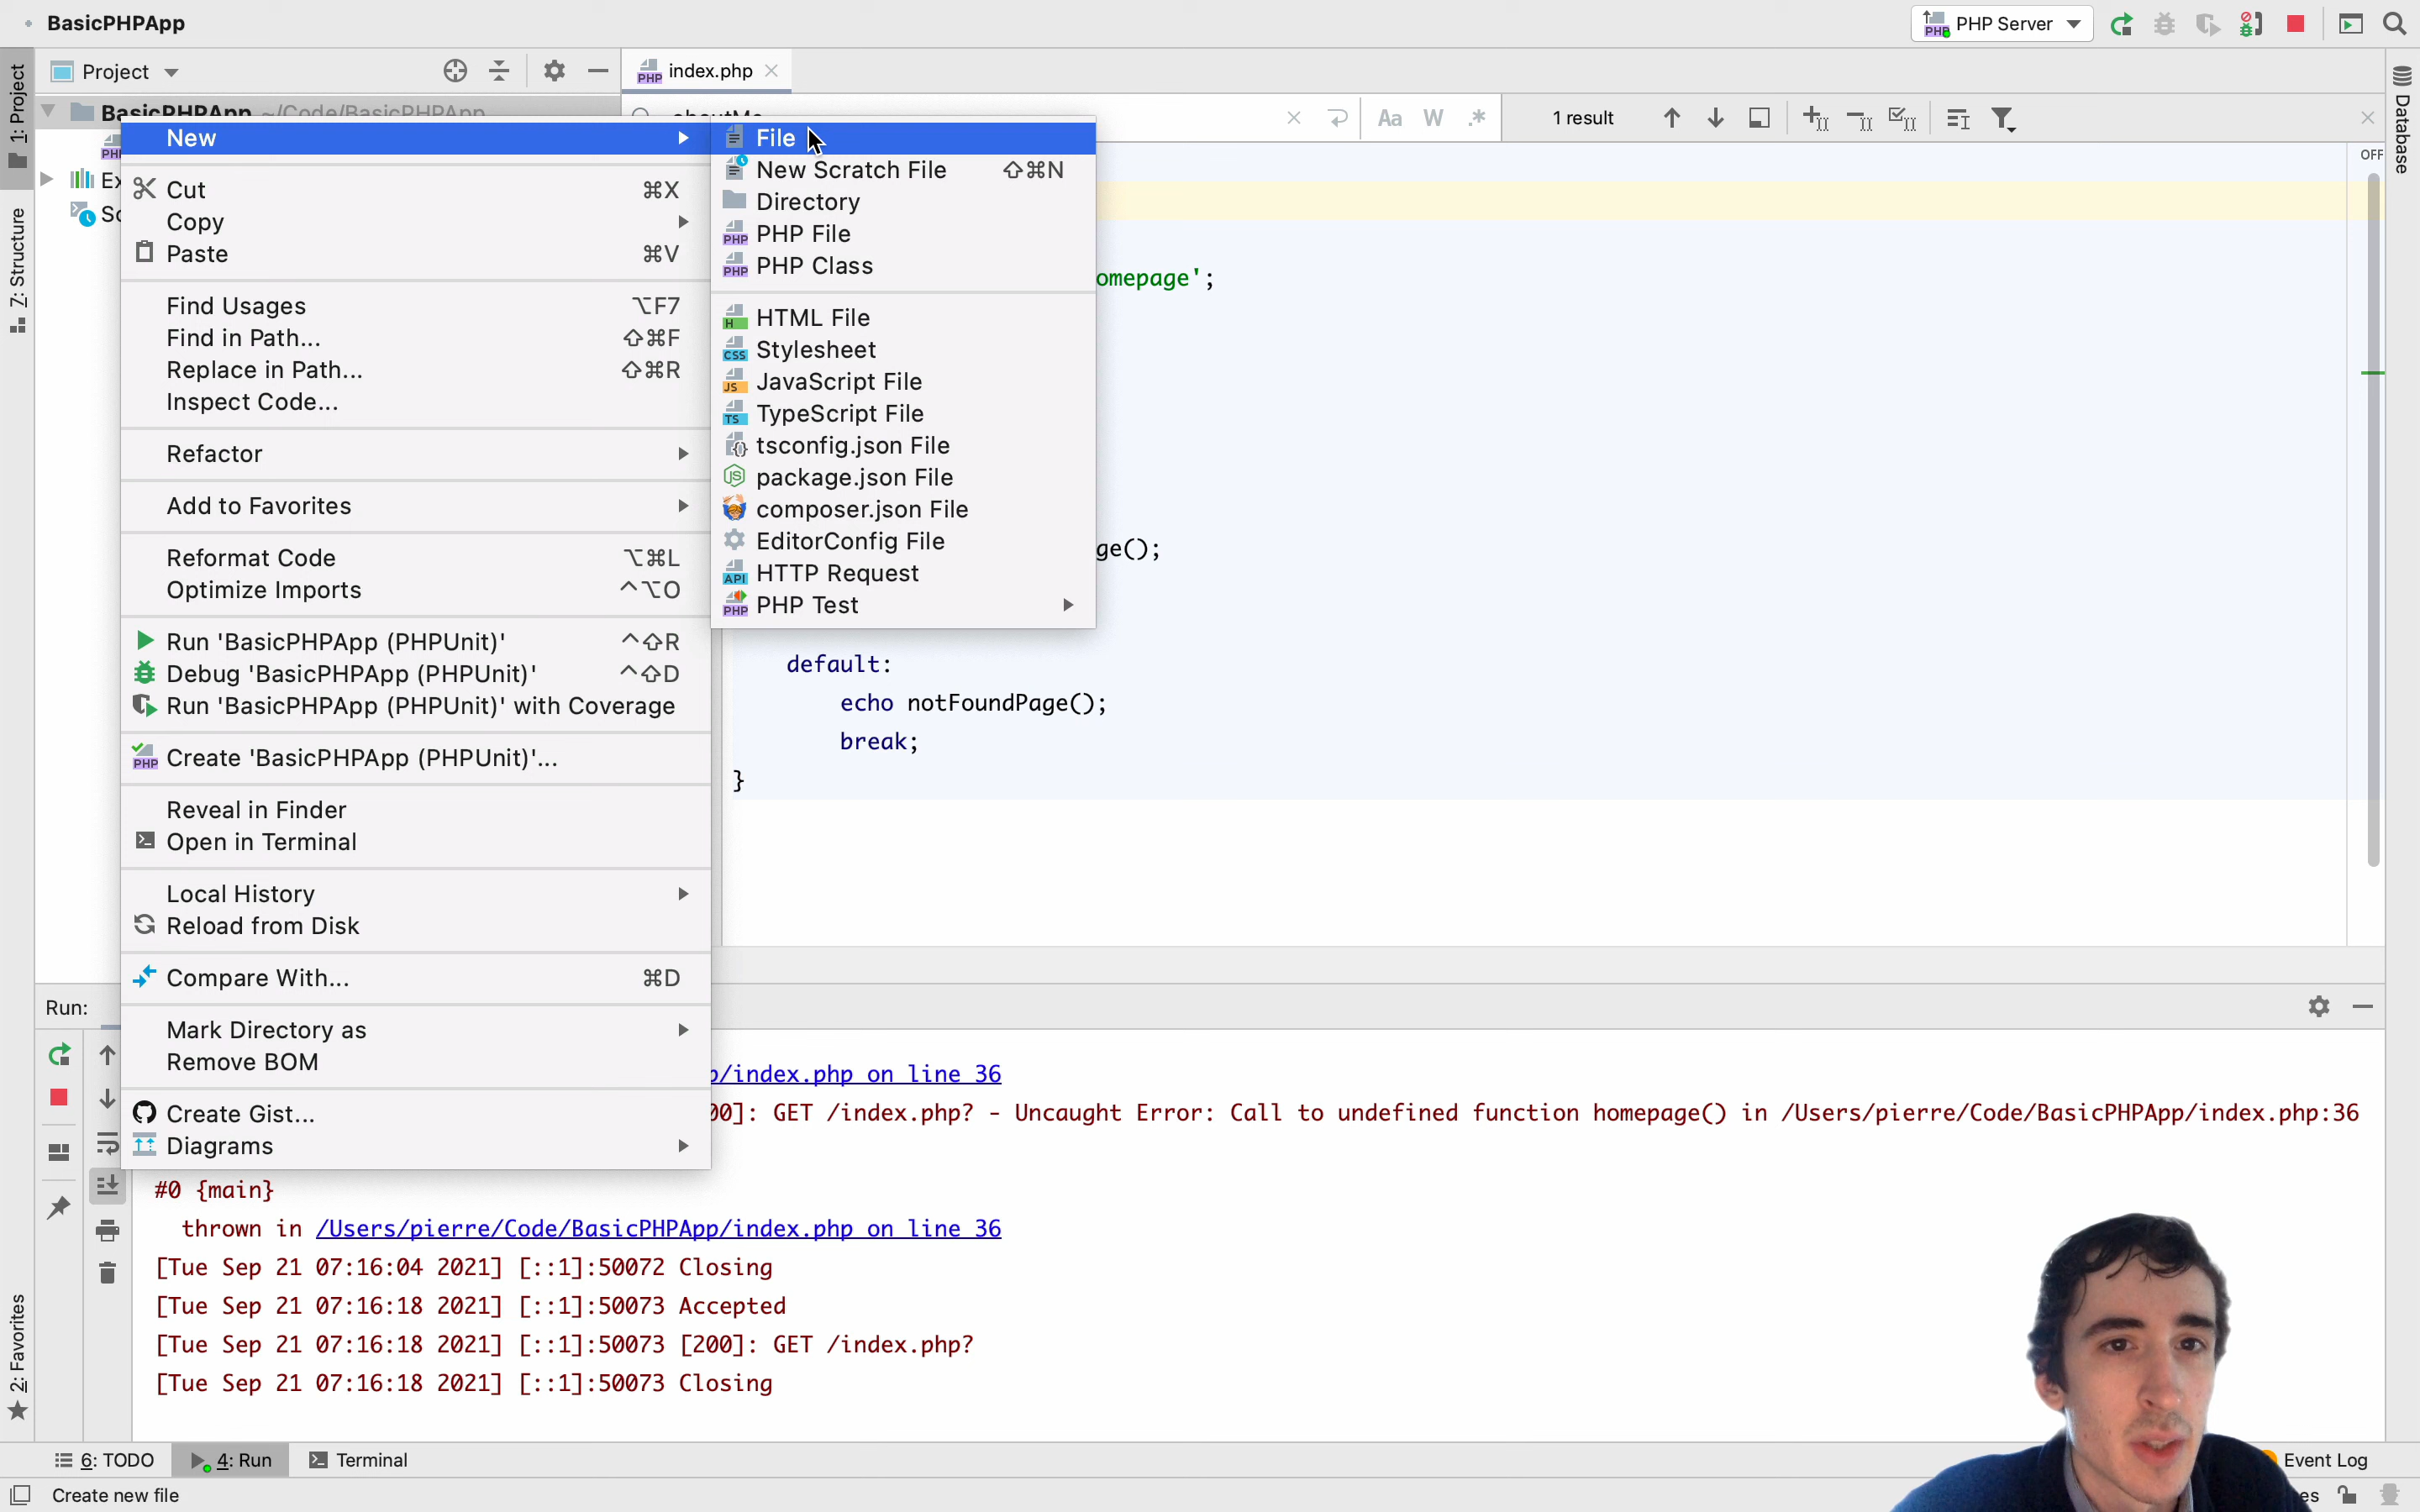 BasicPHPApp
PHP Server
1: Project
Project
index.php
BasicPHPApp ~/Code/BasicPHPApp
aboutMe
Aa W .*
1 result
Database
OFF
New
File
New Scratch File ⇧⌘N
Cut ⌘X
Directory
Copy
PHP File
Paste ⌘V
PHP Class
7: Structure
omepage';
Find Usages ⌥F7
HTML File
Find in Path... ⇧⌘F
Stylesheet
Replace in Path... ⇧⌘R
JavaScript File
Inspect Code...
TypeScript File
Refactor
tsconfig.json File
package.json File
Add to Favorites
composer.json File
EditorConfig File
ge();
Reformat Code ⌥⌘L
HTTP Request
Optimize Imports ^⌥O
PHP Test
Run 'BasicPHPApp (PHPUnit)' ^⇧R
Debug 'BasicPHPApp (PHPUnit)' ^⇧D
default:
Run 'BasicPHPApp (PHPUnit)' with Coverage
echo notFoundPage();
break;
Create 'BasicPHPApp (PHPUnit)'...
}
Reveal in Finder
Open in Terminal
Local History
Reload from Disk
Compare With... ⌘D
Run:
Mark Directory as
Remove BOM
/index.php on line 36
Create Gist...
00]: GET /index.php? - Uncaught Error: Call to undefined function homepage() in /Users/pierre/Code/BasicPHPApp/index.php:36
Diagrams
#0 {main}
thrown in /Users/pierre/Code/BasicPHPApp/index.php on line 36
[Tue Sep 21 07:16:04 2021] [::1]:50072 Closing
[Tue Sep 21 07:16:18 2021] [::1]:50073 Accepted
[Tue Sep 21 07:16:18 2021] [::1]:50073 [200]: GET /index.php?
[Tue Sep 21 07:16:18 2021] [::1]:50073 Closing
2: Favorites
6: TODO
4: Run
Terminal
Event Log
Create new file